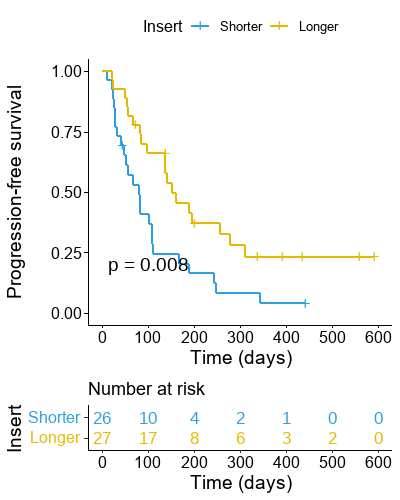 Insert Shorter Longer
Progression-free survival
1.00
0.75
0.50
0.25
0.00
p = 0.008
0 100 200 300 400 500 600
Time (days)
Number at risk
Insert
Shorter 26 10 4 2 1 0 0
Longer 27 17 8 6 3 2 0
0 100 200 300 400 500 600
Time (days)